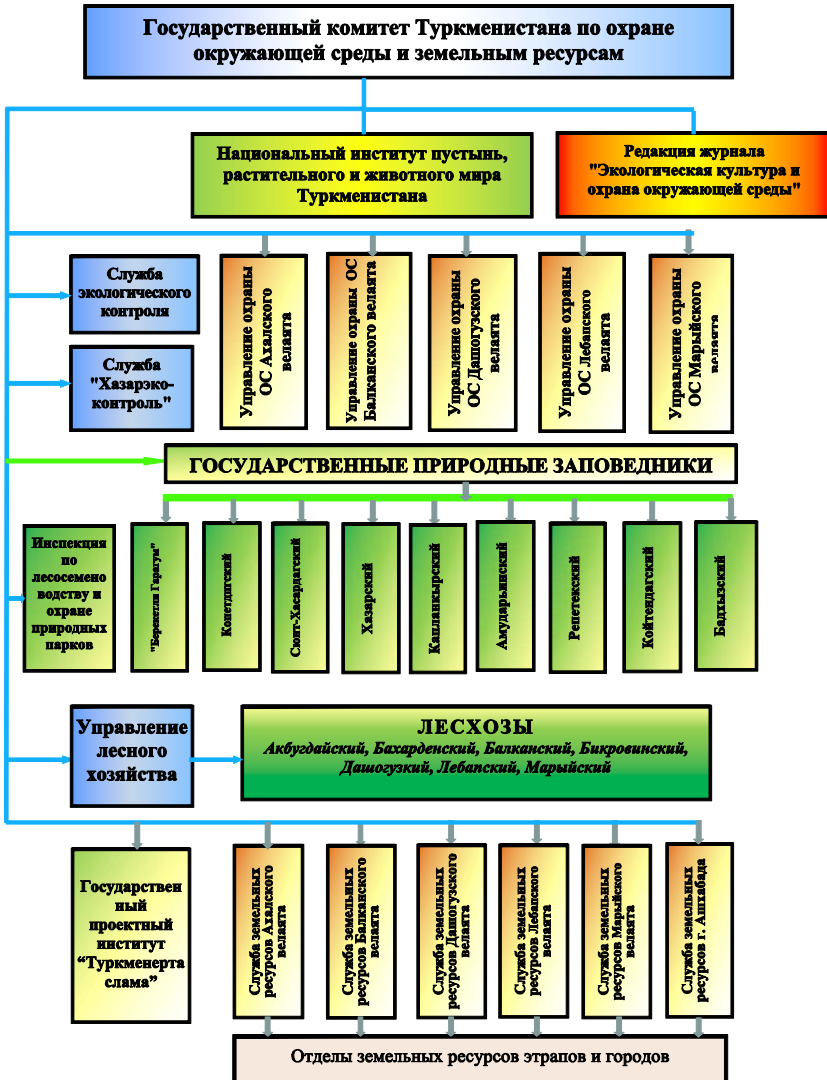 Государственный комитет Туркменистана по охране
окружающей среды и земельным ресурсам
Национальный институт пустынь,
растительного и животного мира
Туркменистана
Редакция журнала
"Экологическая культура и
охрана окружающей среды"
Служба
экологического
контроля
Служба
"Хазарэко-
контроль"
Управление охраны
ОС Ахалского
велаята
Управление охраны ОС
Балканского велаята
Управление охраны
ОС Дашогузского
велаята
Управление охраны
ОС Лебапского
велаята
Управление охраны
ОС Марыйского
велаята
ГОСУДАРСТВЕННЫЕ ПРИРОДНЫЕ ЗАПОВЕДНИКИ
Инспекция
по
лесосемено
водству и
охране
природных
парков
"Берекетли Гарагум"
Копетдагский
Сюнт-Хасардагский
Хазарский
Капланкырский
Амударьинский
Репетекский
Койтендагский
Бадхызский
Управление
лесного
хозяйства
ЛЕСХОЗЫ
Акбугдайский, Бахарденский, Балканский, Бикровинский,
Дашогузкий, Лебапский, Марыйский
Государствен
ный
проектный
институт
“Туркменерта
слама”
Служба земельных
ресурсов Ахалского
велаята
Служба земельных
ресурсов Балканского
велаята
Служба земельных
ресурсов Дашогузского
велаята
Служба земельных
ресурсов Лебапского
велаята
Служба земельных
ресурсов Марыйского
велаята
Служба земельных
ресурсов г. Ашхабада
Отделы земельных ресурсов этрапов и городов